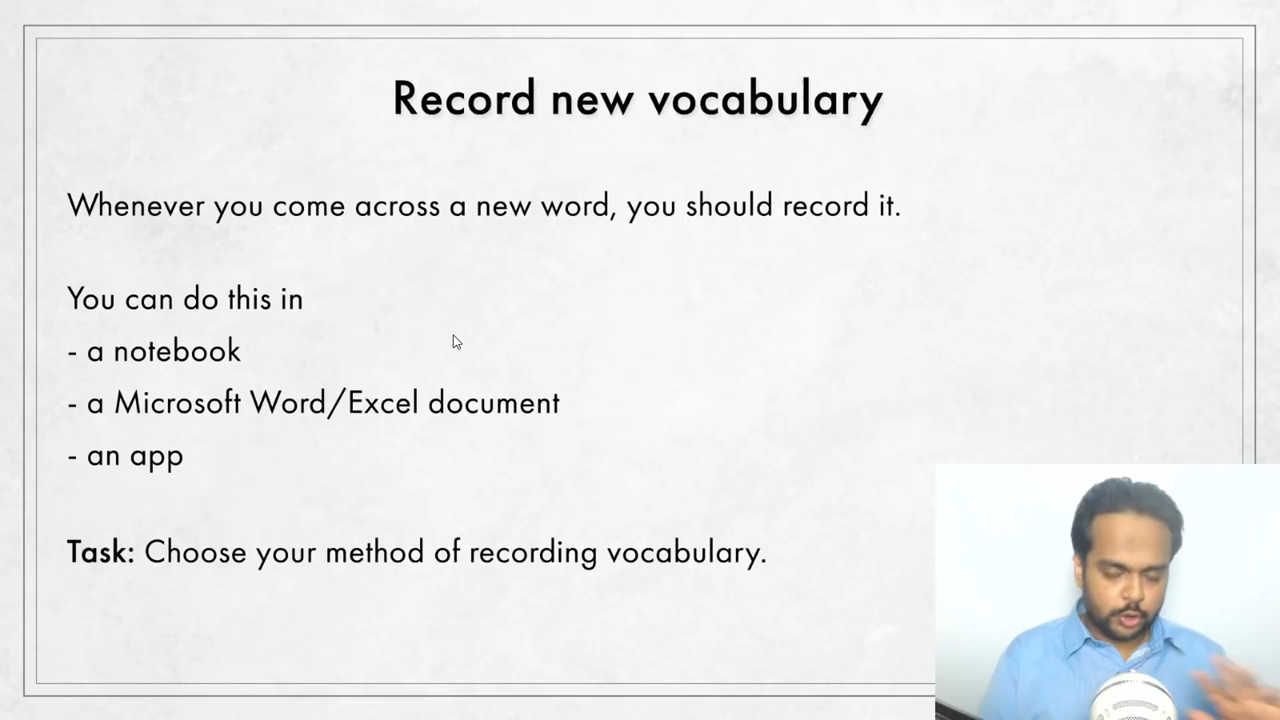 Record new vocabulary
Whenever you come across a new word, you should record it.
You can do this in
- a notebook
- a Microsoft Word/Excel document
- an app
Task: Choose your method of recording vocabulary.